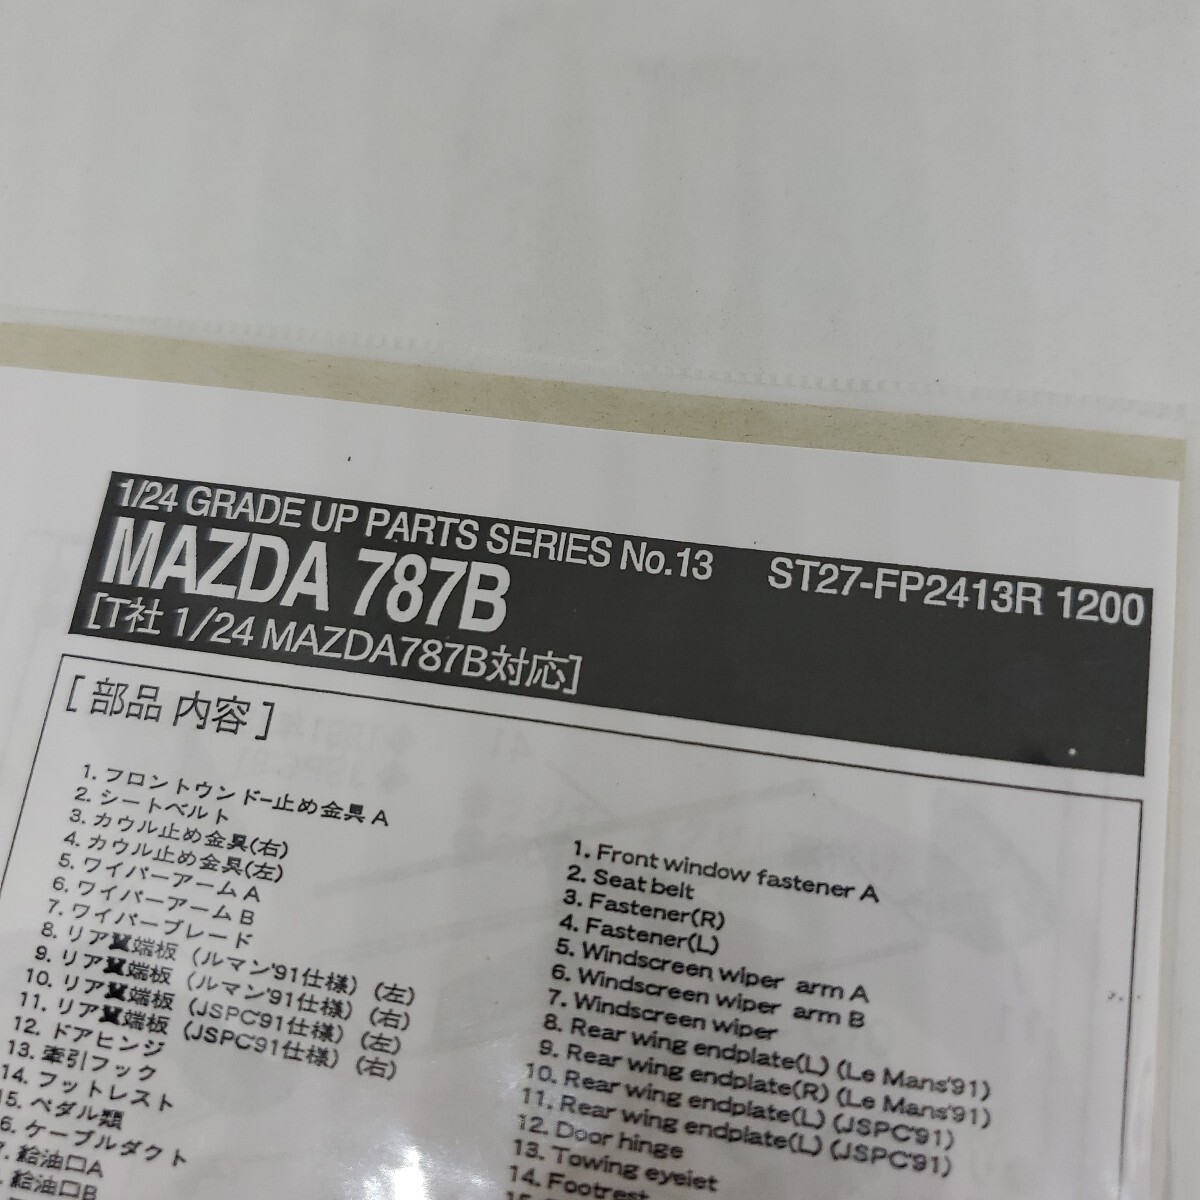 1/24 GRADE UP PARTS SERIES No.13 ST27-FP2413R 1200
MAZDA 787B
[T社 1/24 MAZDA787B対応]
[部品 内容]
1. フロントウンドー止め金具 A
2. シートベルト
3. カウル止め金具(右)
4. カウル止め金具(左)
5. ワイパーアーム A
6. ワイパーアーム B
7. ワイパーブレード
8. リア翼端板 (ルマン'91仕様) (左)
9. リア翼端板 (ルマン'91仕様) (右)
10. リア翼端板 (JSPC'91仕様) (左)
11. リア翼端板 (JSPC'91仕様) (右)
12. ドアヒンジ
13. 牽引フック
14. フットレスト
15. ペダル類
6. ケーブルダクト
7. 給油口A
給油口B
1. Front window fastener A
2. Seat belt
3. Fastener(R)
4. Fastener(L)
5. Windscreen wiper arm A
6. Windscreen wiper arm B
7. Windscreen wiper
8. Rear wing endplate(L) (Le Mans'91)
9. Rear wing endplate(R) (Le Mans'91)
10. Rear wing endplate(L) (JSPC'91)
11. Rear wing endplate(L) (JSPC'91)
12. Door hinge
13. Towing eyelet
14. Footrest